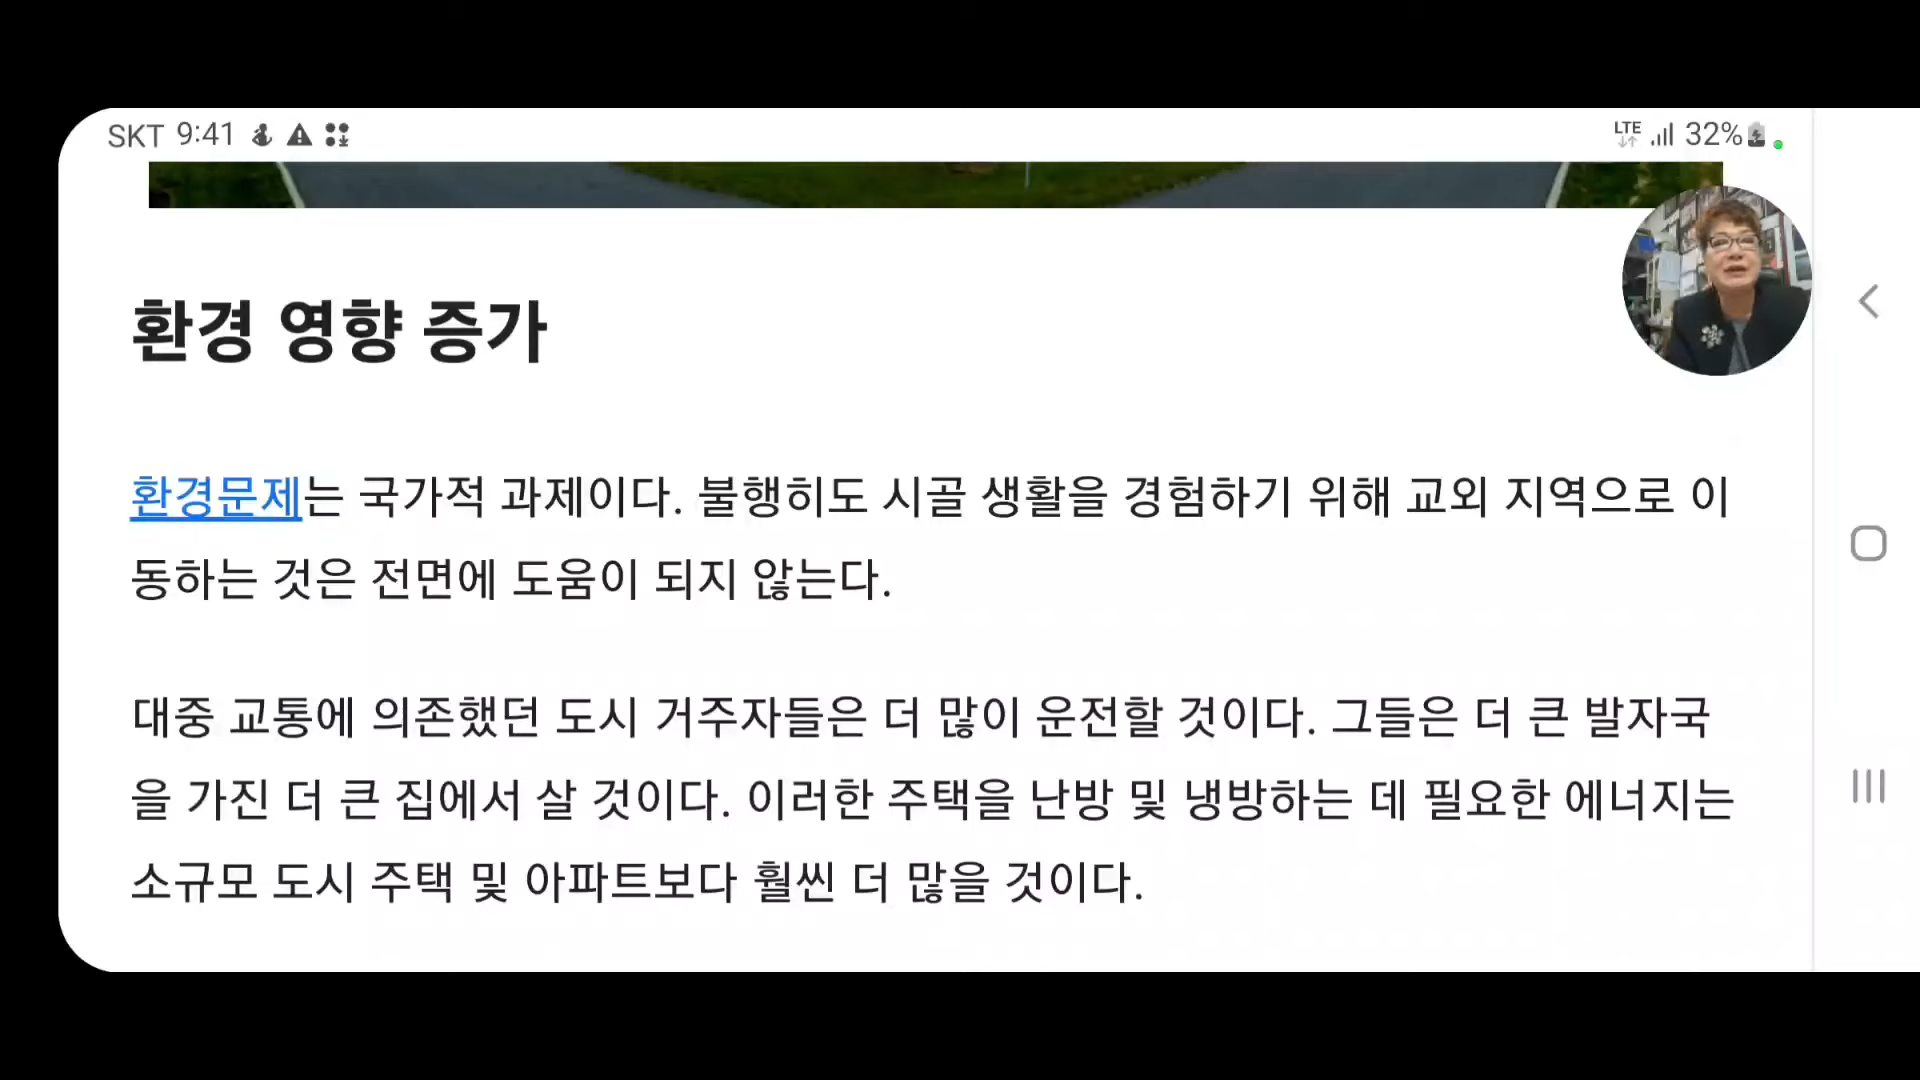 SKT 9:41
LTE 32%
환경 영향 증가
환경문제는 국가적 과제이다. 불행히도 시골 생활을 경험하기 위해 교외 지역으로 이
동하는 것은 전면에 도움이 되지 않는다.
대중 교통에 의존했던 도시 거주자들은 더 많이 운전할 것이다. 그들은 더 큰 발자국
을 가진 더 큰 집에서 살 것이다. 이러한 주택을 난방 및 냉방하는 데 필요한 에너지는
소규모 도시 주택 및 아파트보다 훨씬 더 많을 것이다.